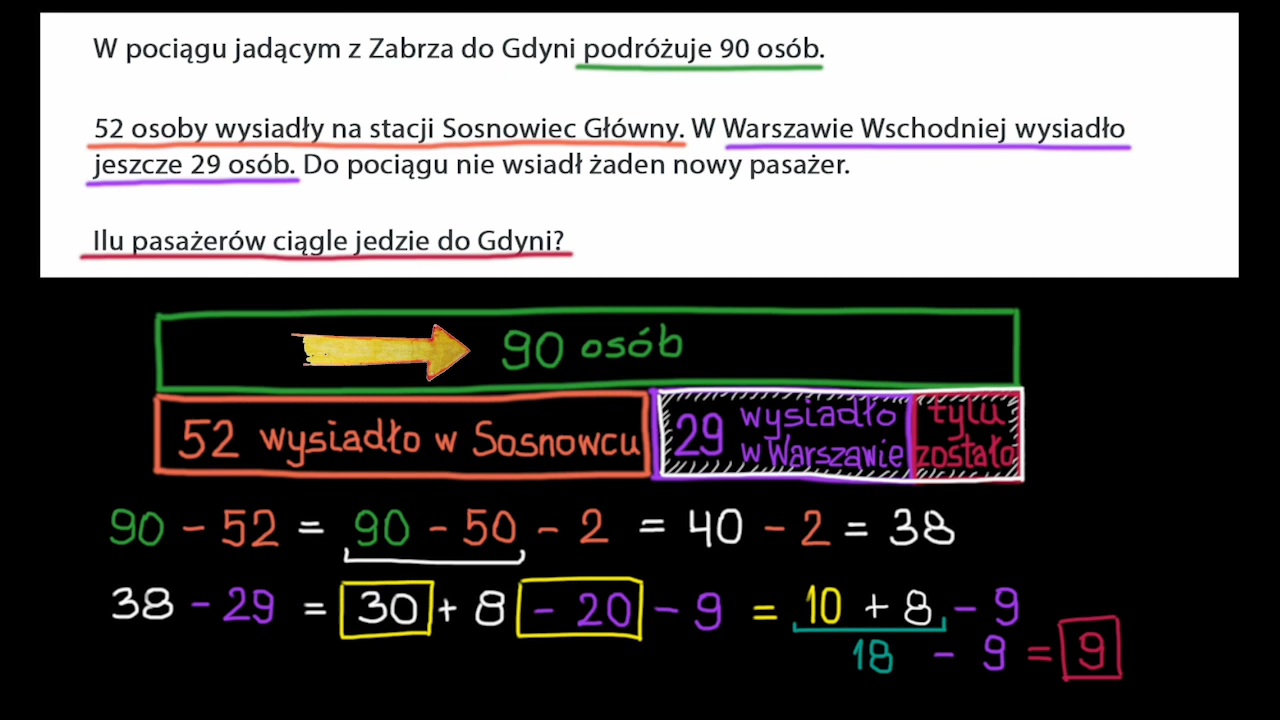 W pociągu jadącym z Zabrza do Gdyni podróżuje 90 osób.
52 osoby wysiadły na stacji Sosnowiec Główny. W Warszawie Wschodniej wysiadło
jeszcze 29 osób. Do pociągu nie wsiadł żaden nowy pasażer.
Ilu pasażerów ciągle jedzie do Gdyni?
90 osób
52 wysiadło w Sosnowcu
29 wysiadło
w Warszawie
tylu
zostało
90 - 52 = 90 - 50 - 2 = 40 - 2 = 38
38 - 29 = 30 + 8 - 20 - 9 = 10 + 8 - 9
18 - 9 = 9